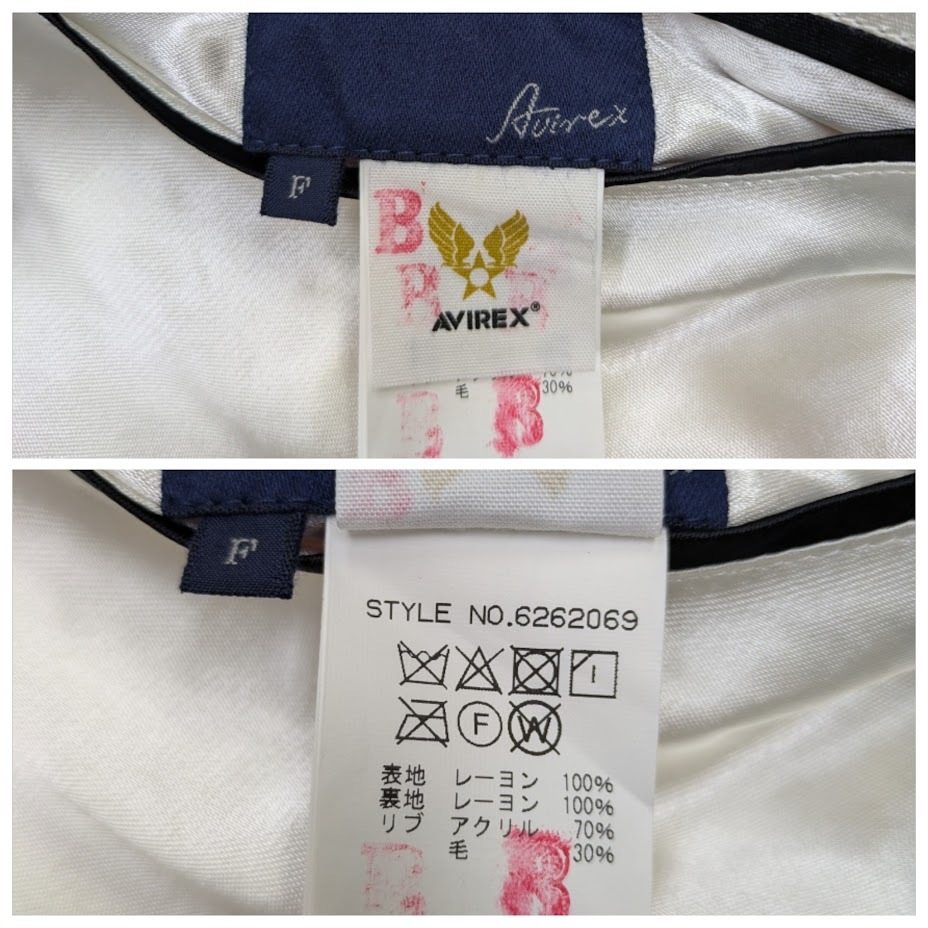 Avirex
F
B
B
AVIREX®
毛 30%
B
F
STYLE NO.6262069
F
W
表地 レーヨン 100%
裏地 レーヨン 100%
リブ アクリル 70%
毛 30%
B